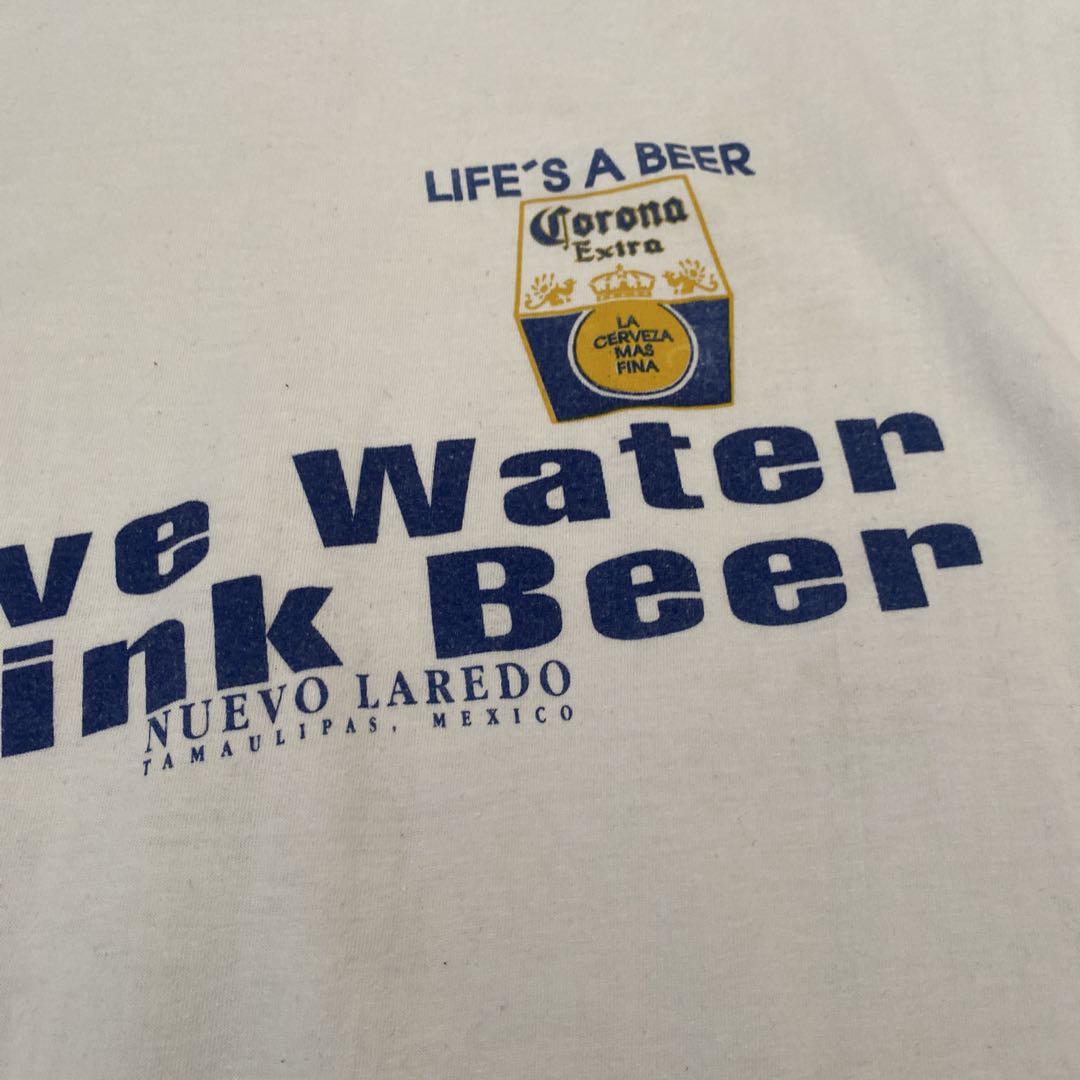 LIFE´S A BEER
Corona
Extra
LA
CERVEZA
MAS
FINA
ve Water
ink Beer
NUEVO LAREDO
TAMAULIPAS, MEXICO